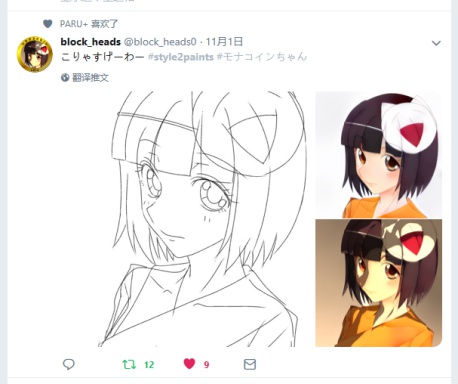 PARU+ 喜欢了
block_heads @block_heads0 · 11月1日
こりゃすげーわー #style2paints #モナコインちゃん
翻译推文
12 9